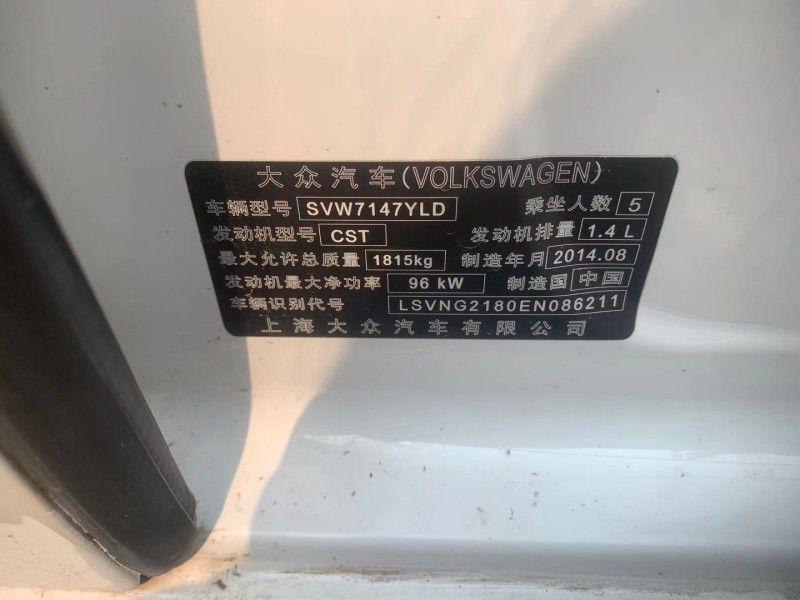 大众汽车(VOLKSWAGEN)
车辆型号 SVW7147YLD 乘坐人数 5
发动机型号 CST 发动机排量 1.4 L
最大允许总质量 1815kg 制造年月 2014.08
发动机最大净功率 96 kW 制造国 中国
车辆识别代号 LSVNG2180EN086211
上海大众汽车有限公司